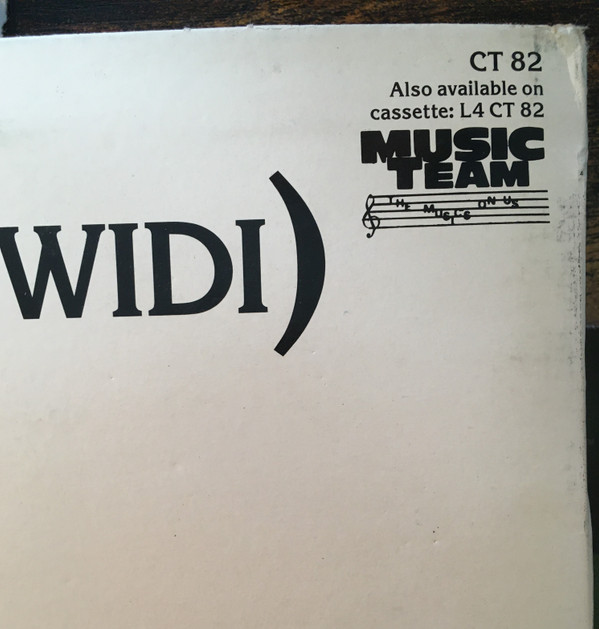 CT 82
Also available on
cassette: L4 CT 82
MUSIC
TEAM
THE MUSIC'S ON US
WIDI)